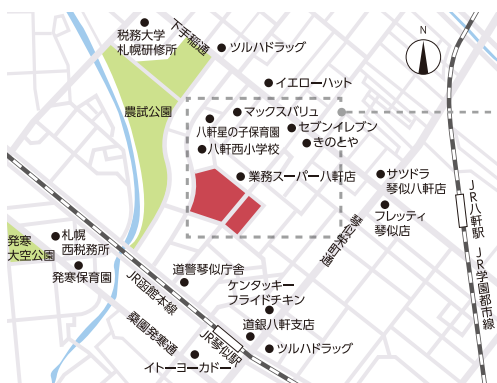 下手稲通
税務大学
札幌研修所
ツルハドラッグ
N
イエローハット
農試公園
マックスバリュ
セブンイレブン
八軒星の子保育園
きのとや
八軒西小学校
サツドラ
琴似八軒店
業務スーパー八軒店
フレッティ
琴似店
JR八軒駅
JR学園都市線
琴似栄町通
発寒
大空公園
札幌
西税務所
発寒保育園
道警琴似庁舎
JR函館本線
ケンタッキー
フライドチキン
桑園発寒通
JR琴似駅
道銀八軒支店
ツルハドラッグ
イトーヨーカドー